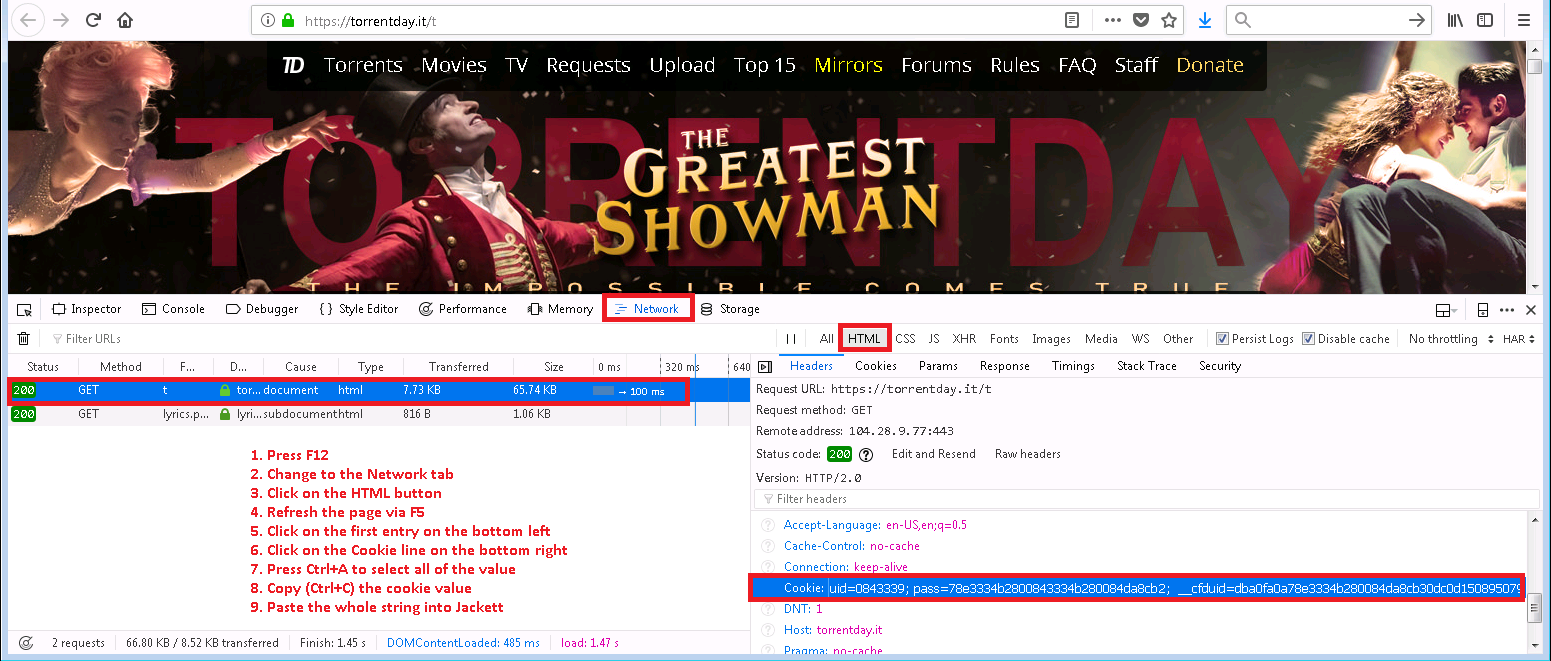 https://torrentday.it/t
TD Torrents Movies TV Requests Upload Top 15 Mirrors Forums Rules FAQ Staff Donate
TORRENTDAY
THE
GREATEST
SHOWMAN
THE IMPOSSIBLE COMES TRUE
Inspector Console Debugger {} Style Editor Performance Memory Network Storage
Filter URLs All HTML CSS JS XHR Fonts Images Media WS Other Persist Logs Disable cache No throttling HAR
Status Method F... D... Cause Type Transferred Size 0 ms 320 ms 640
200 GET t tor... document html 7.73 KB 65.74 KB → 100 ms
200 GET lyrics.p... lyri... subdocument html 816 B 1.06 KB
1. Press F12
2. Change to the Network tab
3. Click on the HTML button
4. Refresh the page via F5
5. Click on the first entry on the bottom left
6. Click on the Cookie line on the bottom right
7. Press Ctrl+A to select all of the value
8. Copy (Ctrl+C) the cookie value
9. Paste the whole string into Jackett
2 requests 66.80 KB / 8.52 KB transferred Finish: 1.45 s DOMContentLoaded: 485 ms load: 1.47 s
Headers Cookies Params Response Timings Stack Trace Security
Request URL: https://torrentday.it/t
Request method: GET
Remote address: 104.28.9.77:443
Status code: 200 ? Edit and Resend Raw headers
Version: HTTP/2.0
Filter headers
? Accept-Language: en-US,en;q=0.5
? Cache-Control: no-cache
? Connection: keep-alive
Cookie: uid=0843339; pass=78e3334b2800843334b280084da8cb2; __cfduid=dba0fa0a78e3334b280084da8cb30dc0d150895079
? DNT: 1
? Host: torrentday.it
? Pragma: no-cache